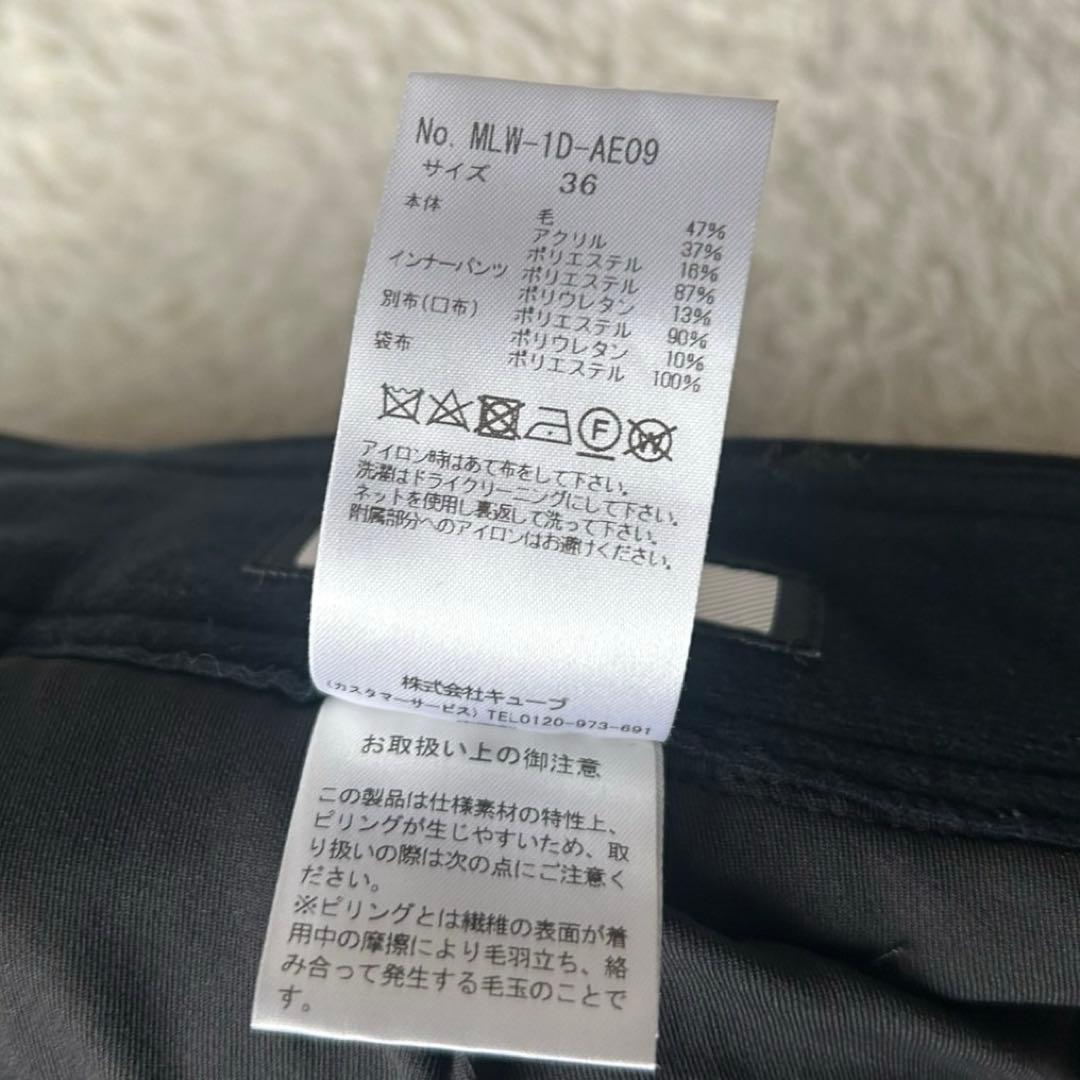 No. MLW-1D-AE09
サイズ 36
本体 毛 47%
アクリル 37%
ポリエステル 16%
インナーパンツ ポリエステル 87%
ポリウレタン 13%
別布(口布) ポリエステル 90%
ポリウレタン 10%
袋布 ポリエステル 100%
F
W
アイロン時はあて布をして下さい。
洗濯はドライクリーニングにして下さい。
ネットを使用し裏返して洗って下さい。
附属部分へのアイロンはお避けください。
株式会社キューブ
(カスタマーサービス) TEL0120-973-691
お取扱い上の御注意
この製品は仕様素材の特性上、
ピリングが生じやすいため、取
り扱いの際は次の点にご注意く
ださい。
※ピリングとは繊維の表面が着
用中の摩擦により毛羽立ち、絡
み合って発生する毛玉のことで
す。